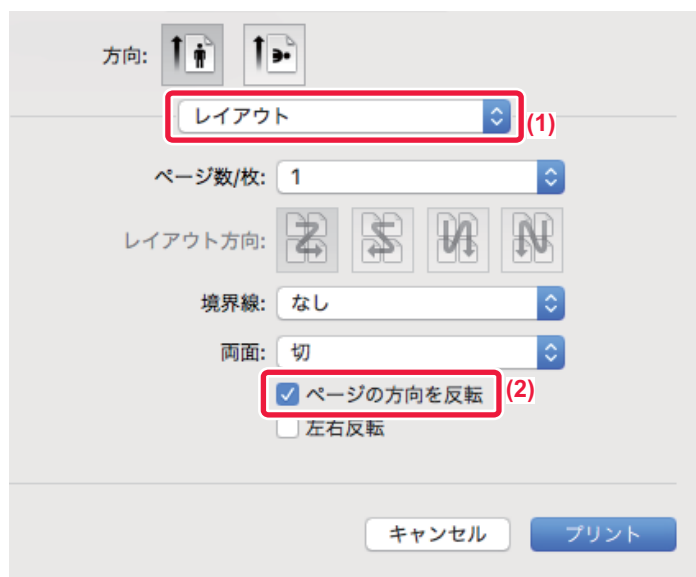 方向:
レイアウト
(1)
ページ数/枚: 1
レイアウト方向:
境界線: なし
両面: 切
ページの方向を反転
(2)
左右反転
キャンセル プリント